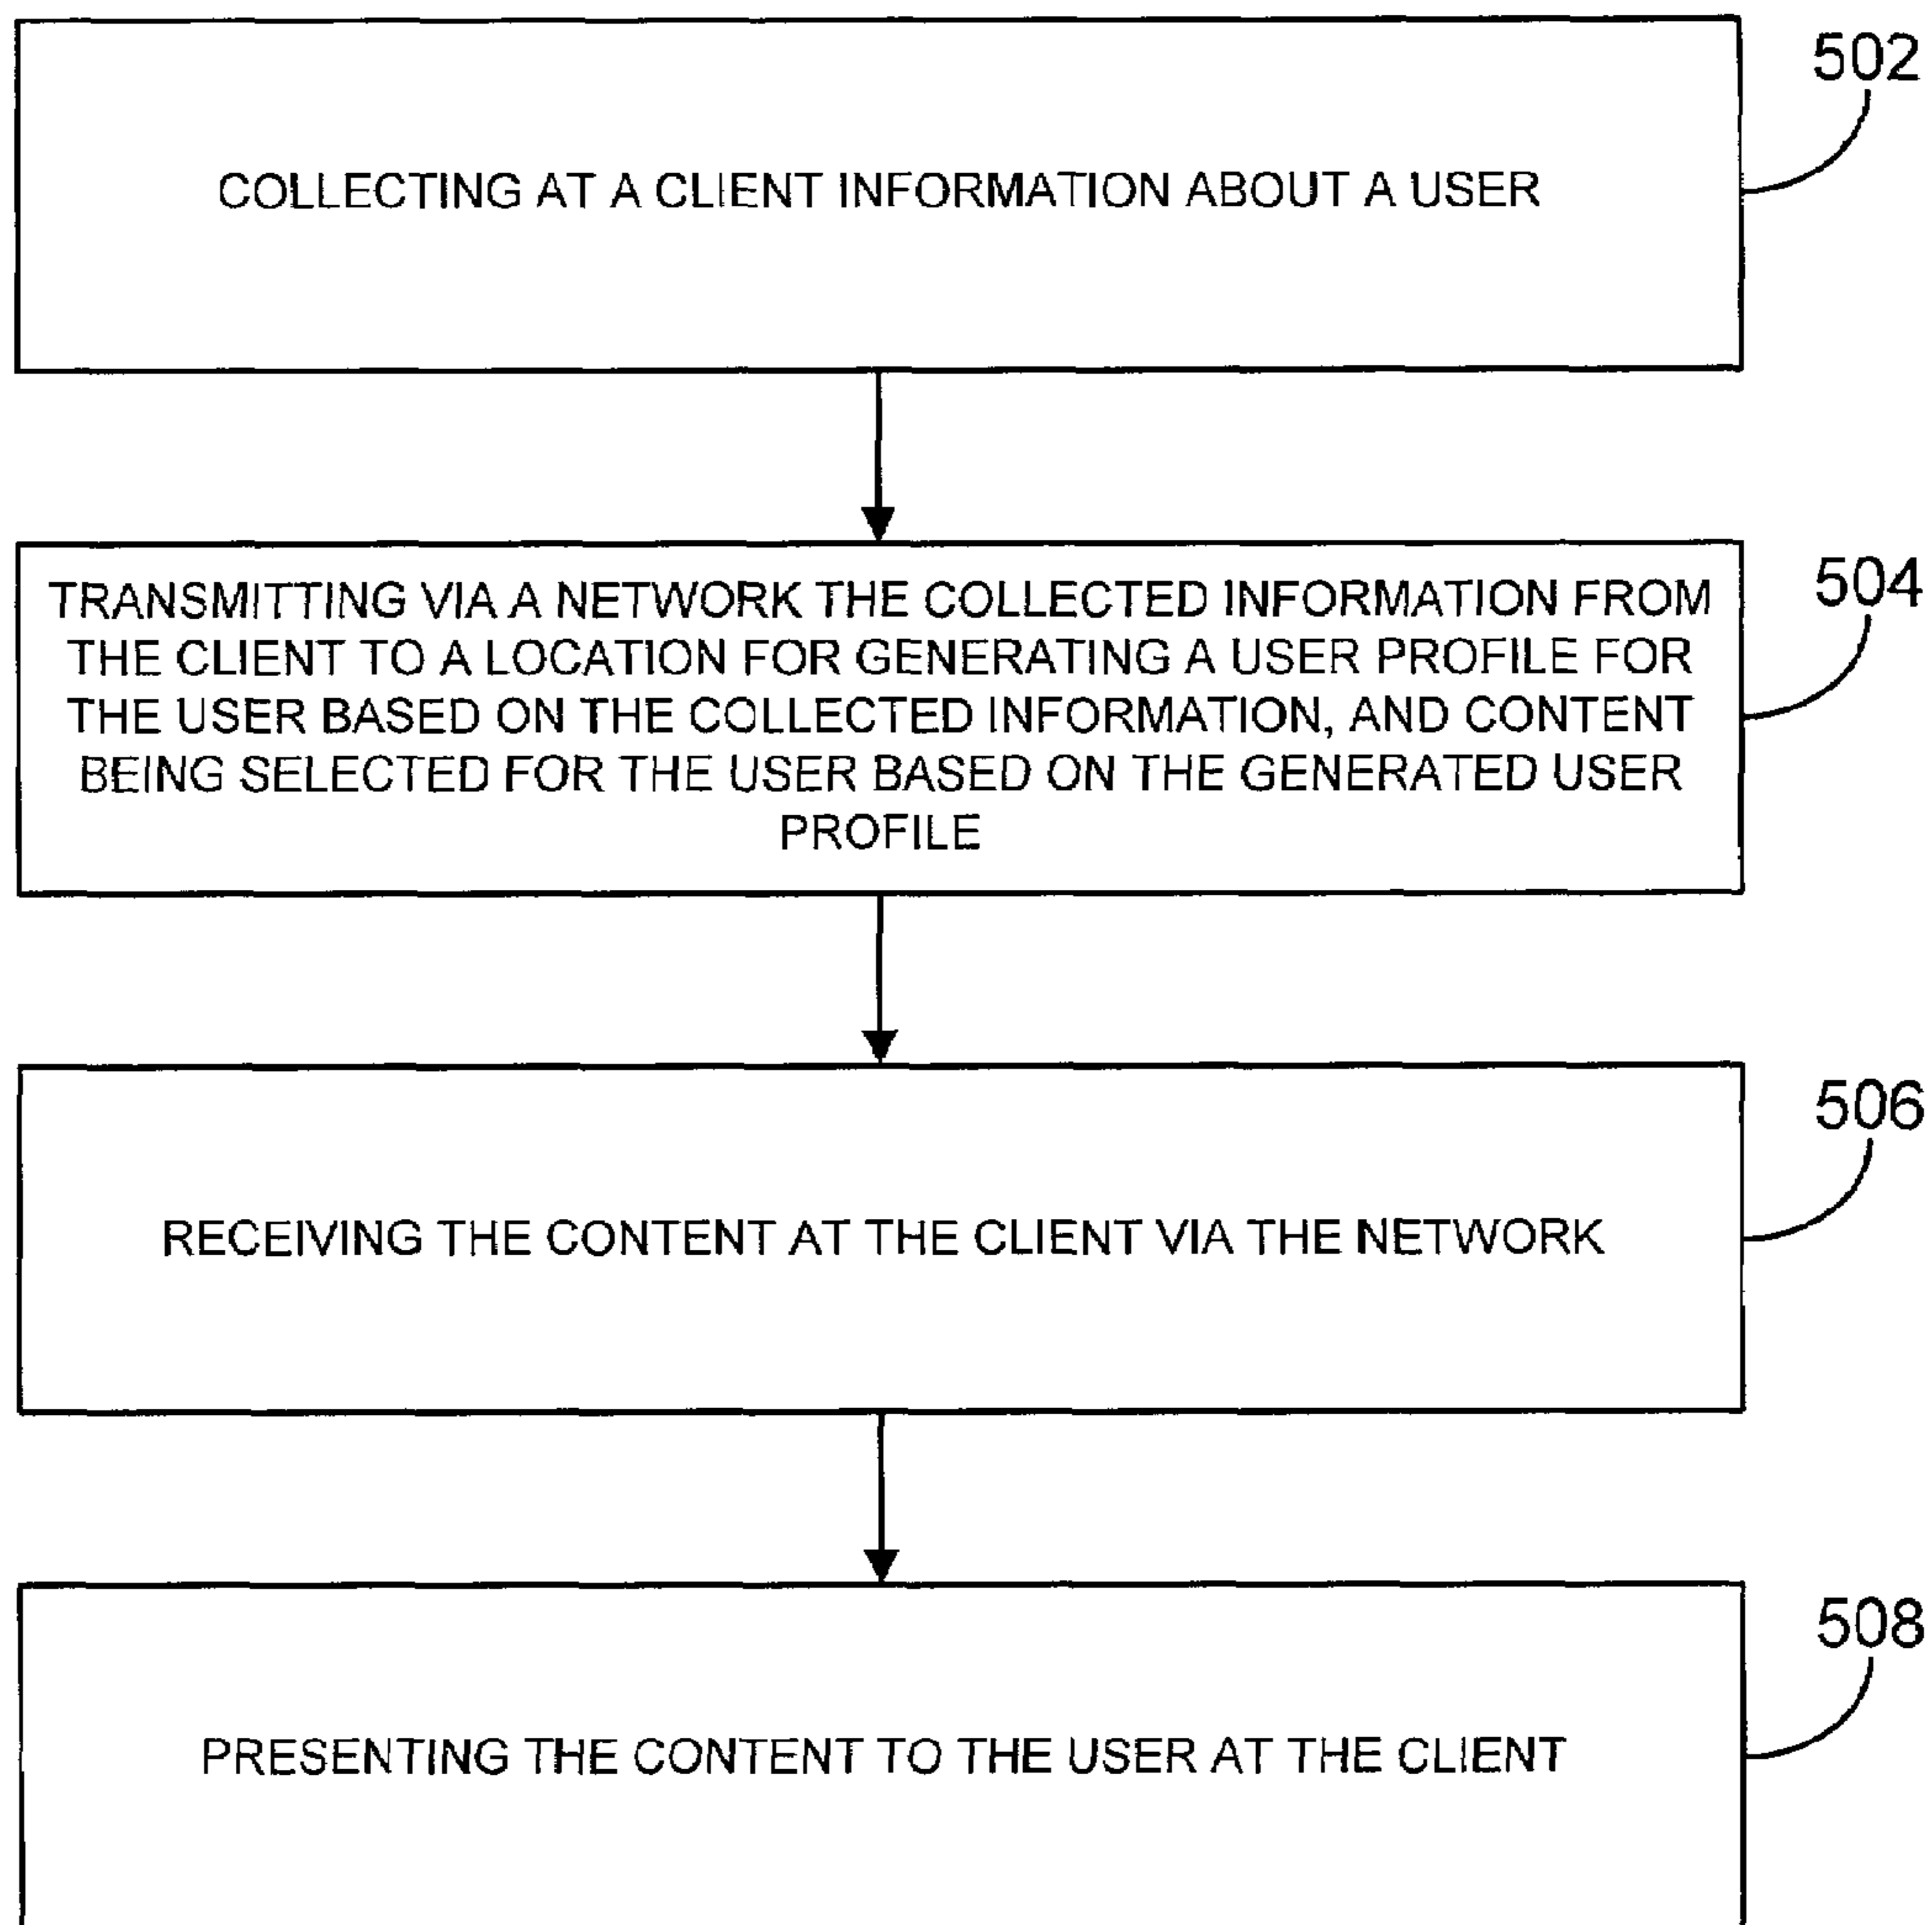 502
COLLECTING AT A CLIENT INFORMATION ABOUT A USER
504
TRANSMITTING VIA A NETWORK THE COLLECTED INFORMATION FROM
THE CLIENT TO A LOCATION FOR GENERATING A USER PROFILE FOR
THE USER BASED ON THE COLLECTED INFORMATION, AND CONTENT
BEING SELECTED FOR THE USER BASED ON THE GENERATED USER
PROFILE
506
RECEIVING THE CONTENT AT THE CLIENT VIA THE NETWORK
508
PRESENTING THE CONTENT TO THE USER AT THE CLIENT